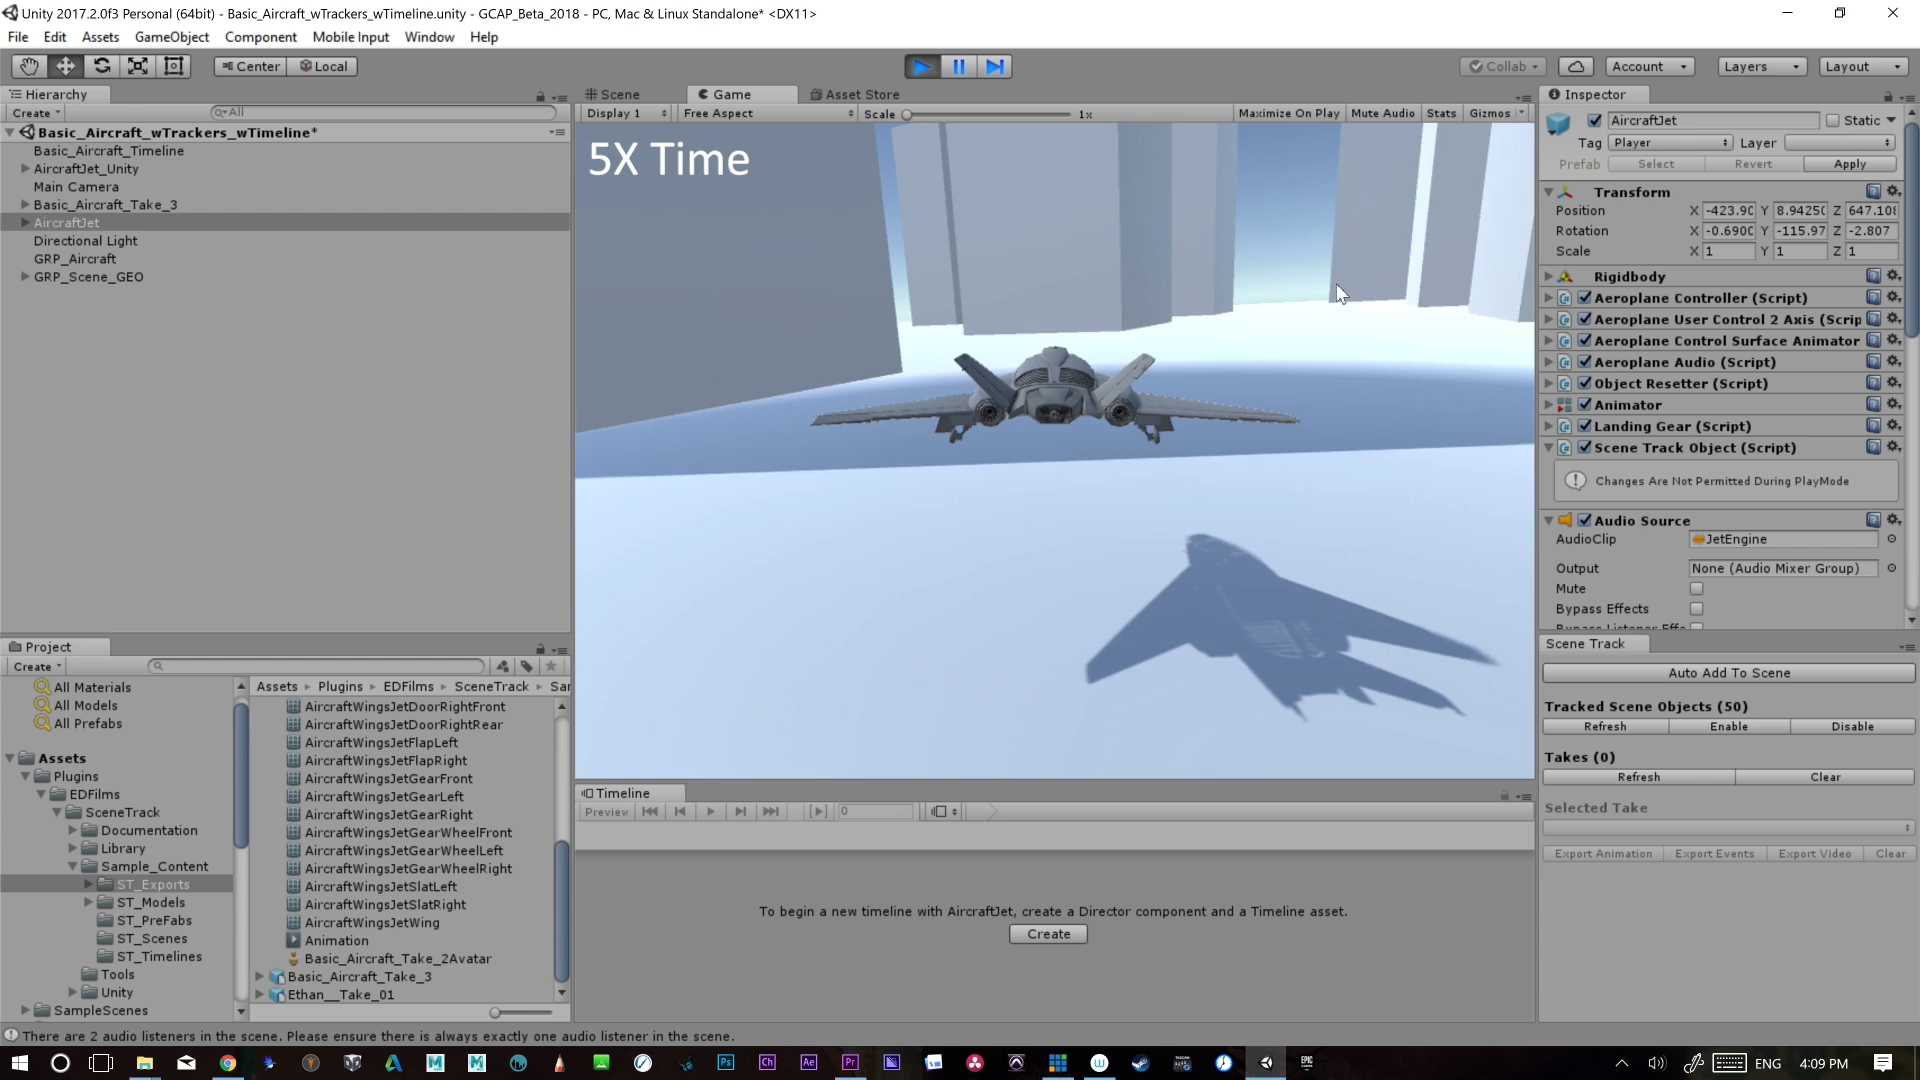 Unity 2017.2.0f3 Personal (64bit) - Basic_Aircraft_wTrackers_wTimeline.unity - GCAP_Beta_2018 - PC, Mac & Linux Standalone* <DX11>
File Edit Assets GameObject Component Mobile Input Window Help
Center Local
Collab Account Layers Layout
Hierarchy
Create All
Basic_Aircraft_wTrackers_wTimeline*
Basic_Aircraft_Timeline
AircraftJet_Unity
Main Camera
Basic_Aircraft_Take_3
AircraftJet
Directional Light
GRP_Aircraft
GRP_Scene_GEO
Scene Game Asset Store
Display 1 Free Aspect Scale 1x Maximize On Play Mute Audio Stats Gizmos
5X Time
Inspector
AircraftJet Static
Tag Player Layer
Prefab Select Revert Apply
Transform
Position X -423.90 Y 8.9425( Z 647.108
Rotation X -0.690( Y -115.97 Z -2.807
Scale X 1 Y 1 Z 1
Rigidbody
Aeroplane Controller (Script)
Aeroplane User Control 2 Axis (Scrip
Aeroplane Control Surface Animator
Aeroplane Audio (Script)
Object Resetter (Script)
Animator
Landing Gear (Script)
Scene Track Object (Script)
Changes Are Not Permitted During PlayMode
Audio Source
AudioClip JetEngine
Output None (Audio Mixer Group)
Mute
Bypass Effects
Bypass Listener Effe
Project
Create
All Materials
All Models
All Prefabs
Assets
Plugins
EDFilms
SceneTrack
Documentation
Library
Sample_Content
ST_Exports
ST_Models
ST_PreFabs
ST_Scenes
ST_Timelines
Tools
Unity
SampleScenes
Assets Plugins EDFilms SceneTrack Sar
AircraftWingsJetDoorRightFront
AircraftWingsJetDoorRightRear
AircraftWingsJetFlapLeft
AircraftWingsJetFlapRight
AircraftWingsJetGearFront
AircraftWingsJetGearLeft
AircraftWingsJetGearRight
AircraftWingsJetGearWheelFront
AircraftWingsJetGearWheelLeft
AircraftWingsJetGearWheelRight
AircraftWingsJetSlatLeft
AircraftWingsJetSlatRight
AircraftWingsJetWing
Animation
Basic_Aircraft_Take_2Avatar
Basic_Aircraft_Take_3
Ethan__Take_01
Timeline
Preview 0
To begin a new timeline with AircraftJet, create a Director component and a Timeline asset.
Create
Scene Track
Auto Add To Scene
Tracked Scene Objects (50)
Refresh Enable Disable
Takes (0)
Refresh Clear
Selected Take
Export Animation Export Events Export Video Clear
There are 2 audio listeners in the scene. Please ensure there is always exactly one audio listener in the scene.
Ps Ch Ae Pr ENG 4:09 PM